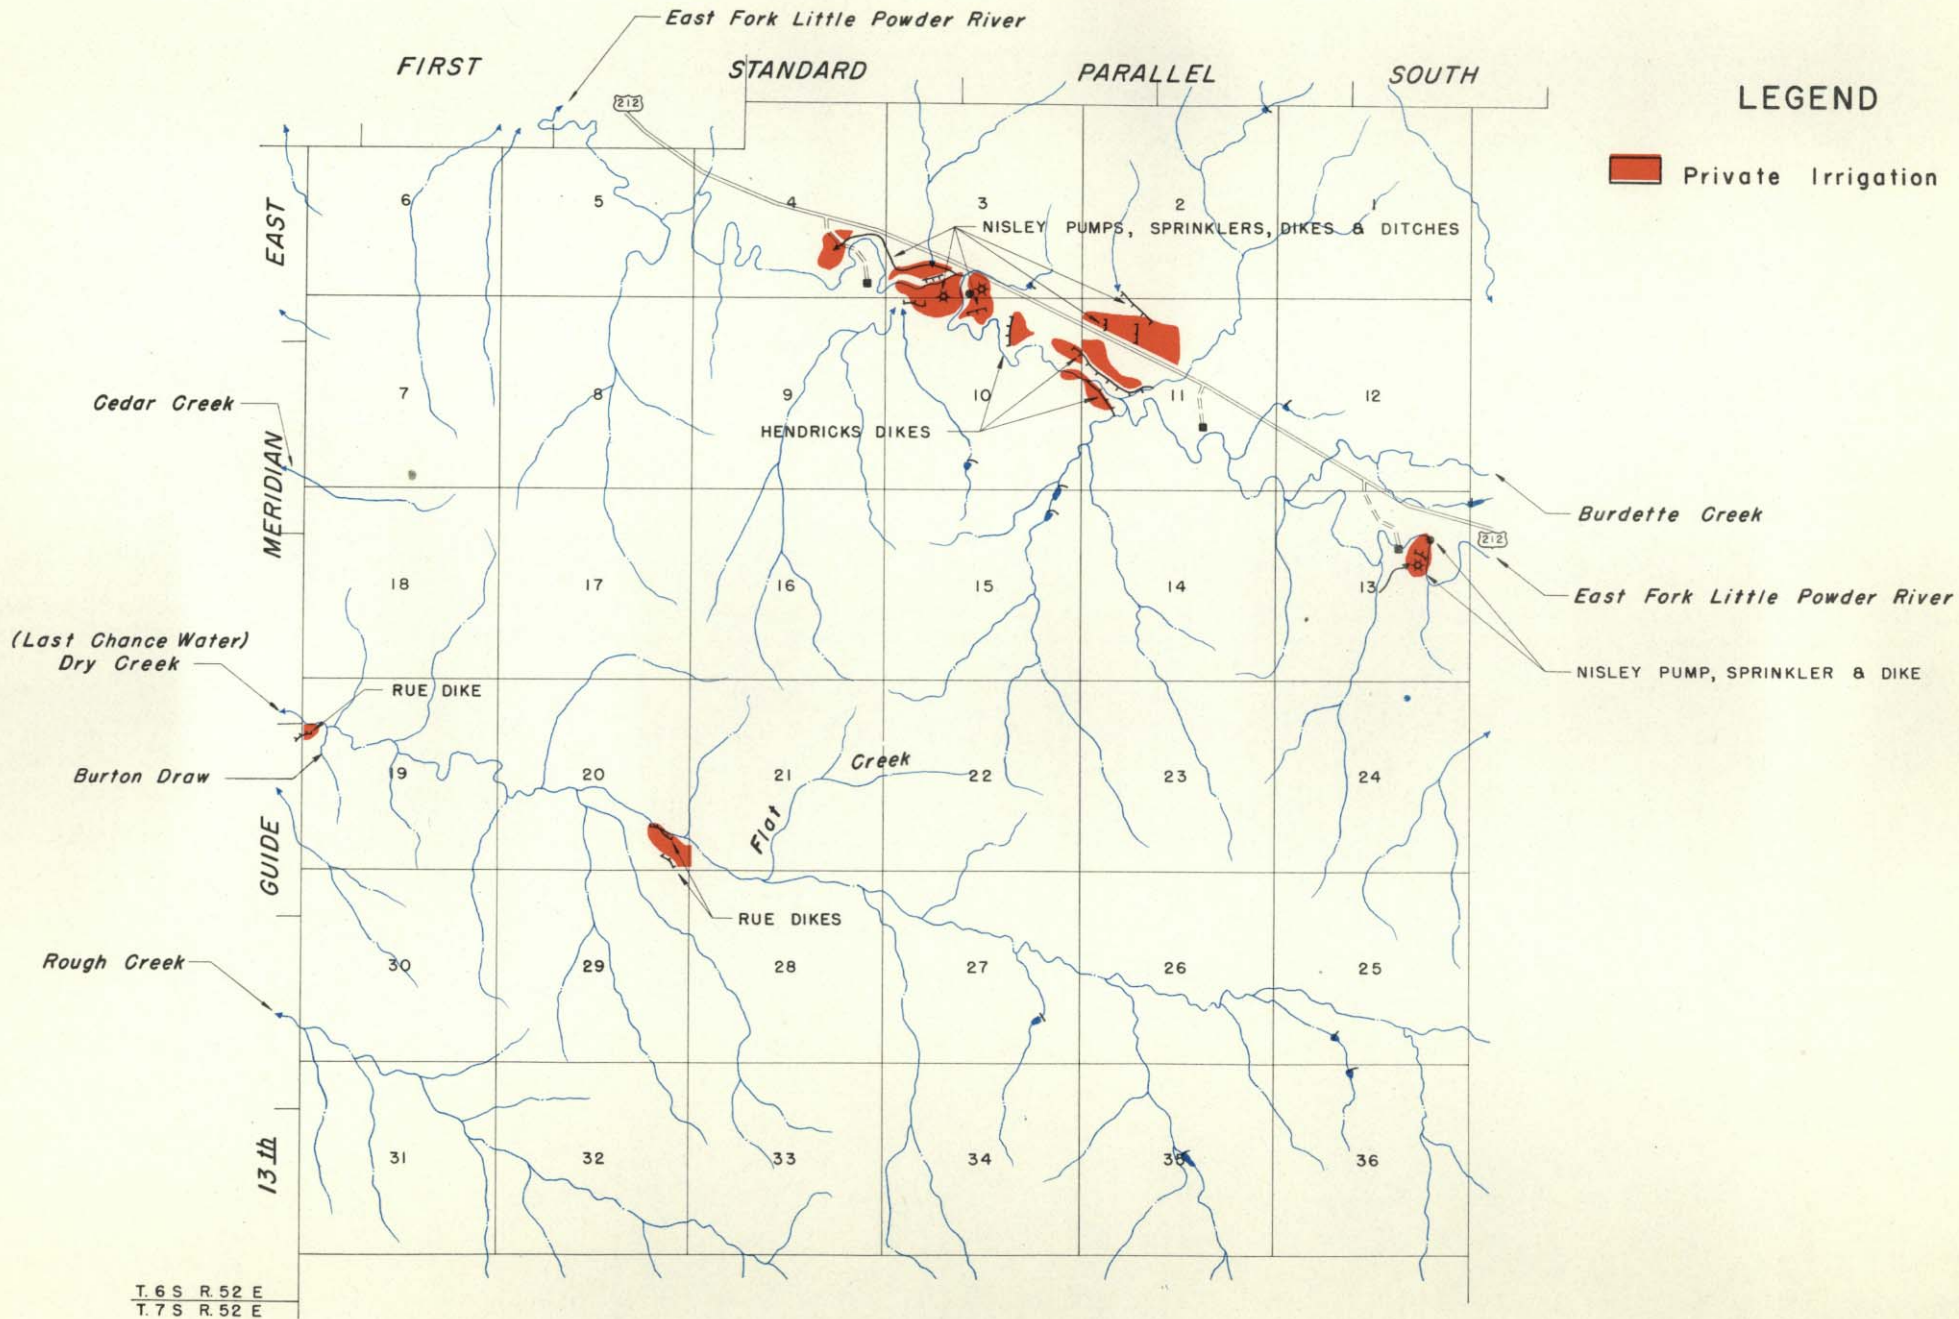 East Fork Little Powder River
FIRST STANDARD PARALLEL SOUTH
LEGEND
Private Irrigation
212
EAST
6
5
4
3
2
1
NISLEY PUMPS, SPRINKLERS, DIKES & DITCHES
Cedar Creek
7
8
9
10
11
12
HENDRICKS DIKES
MERIDIAN
Burdette Creek
212
18
17
16
15
14
13
East Fork Little Powder River
(Last Chance Water)
Dry Creek
RUE DIKE
NISLEY PUMP, SPRINKLER & DIKE
Burton Draw
19
20
21
Flat Creek
22
23
24
GUIDE
RUE DIKES
Rough Creek
30
29
28
27
26
25
13th
31
32
33
34
35
36
T. 6 S R. 52 E
T. 7 S R. 52 E